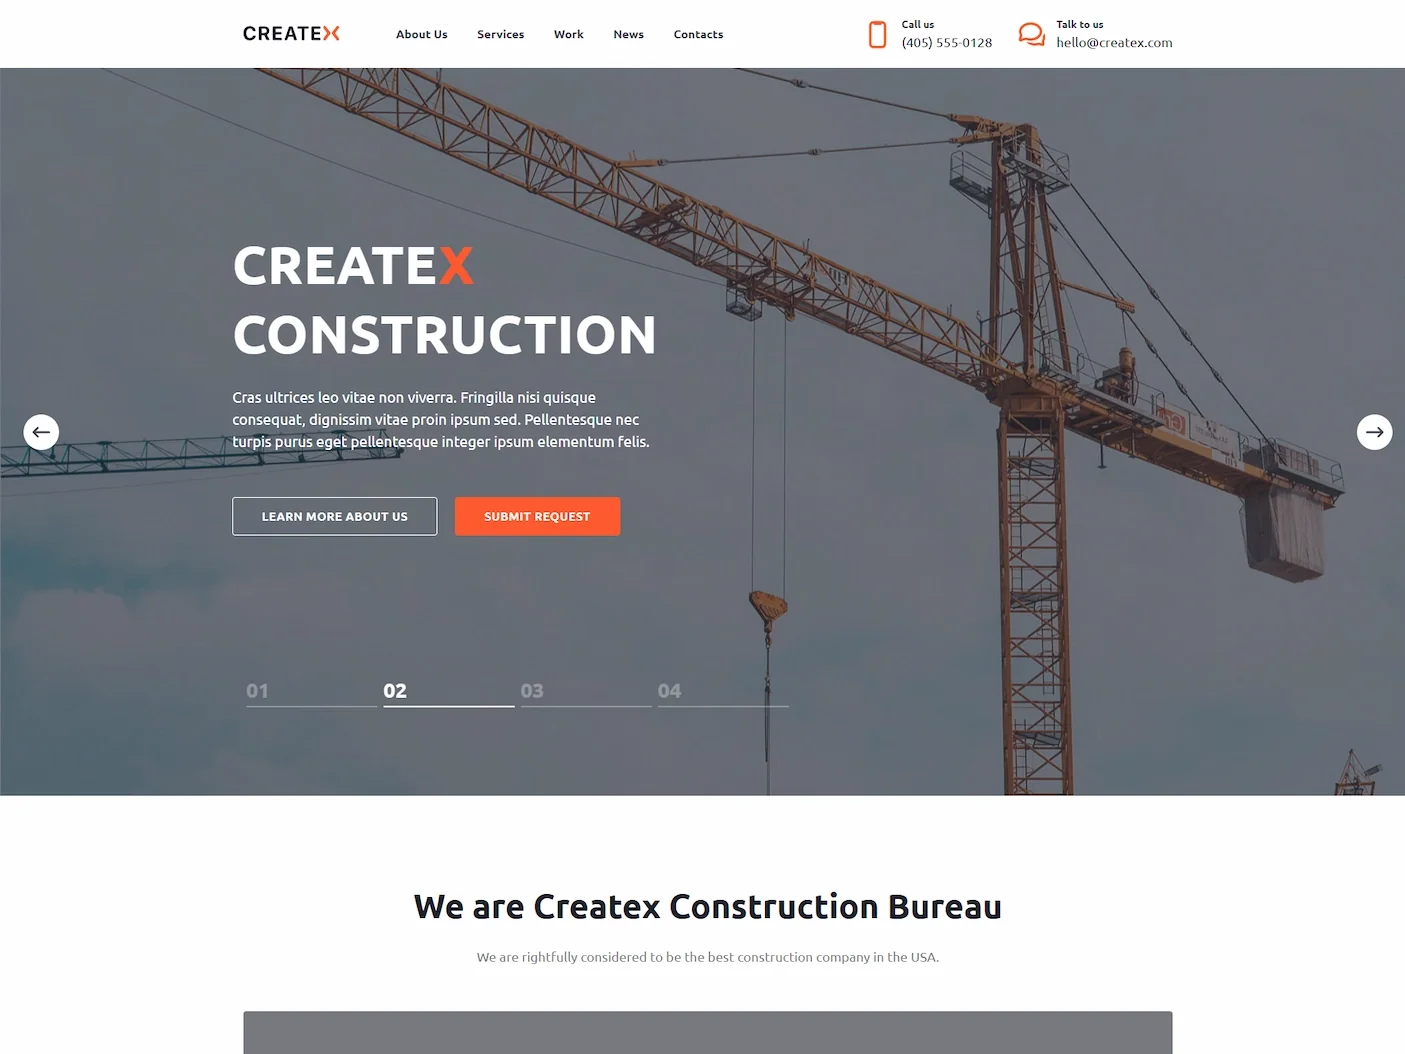 CREATEX
About Us
Services
Work
News
Contacts
Call us
(405) 555-0128
Talk to us
hello@createx.com
CREATEX
CONSTRUCTION
Cras ultrices leo vitae non viverra. Fringilla nisi quisque
consequat, dignissim vitae proin ipsum sed. Pellentesque nec
turpis purus eget pellentesque integer ipsum elementum felis.
LEARN MORE ABOUT US
SUBMIT REQUEST
01
02
03
04
We are Createx Construction Bureau
We are rightfully considered to be the best construction company in the USA.